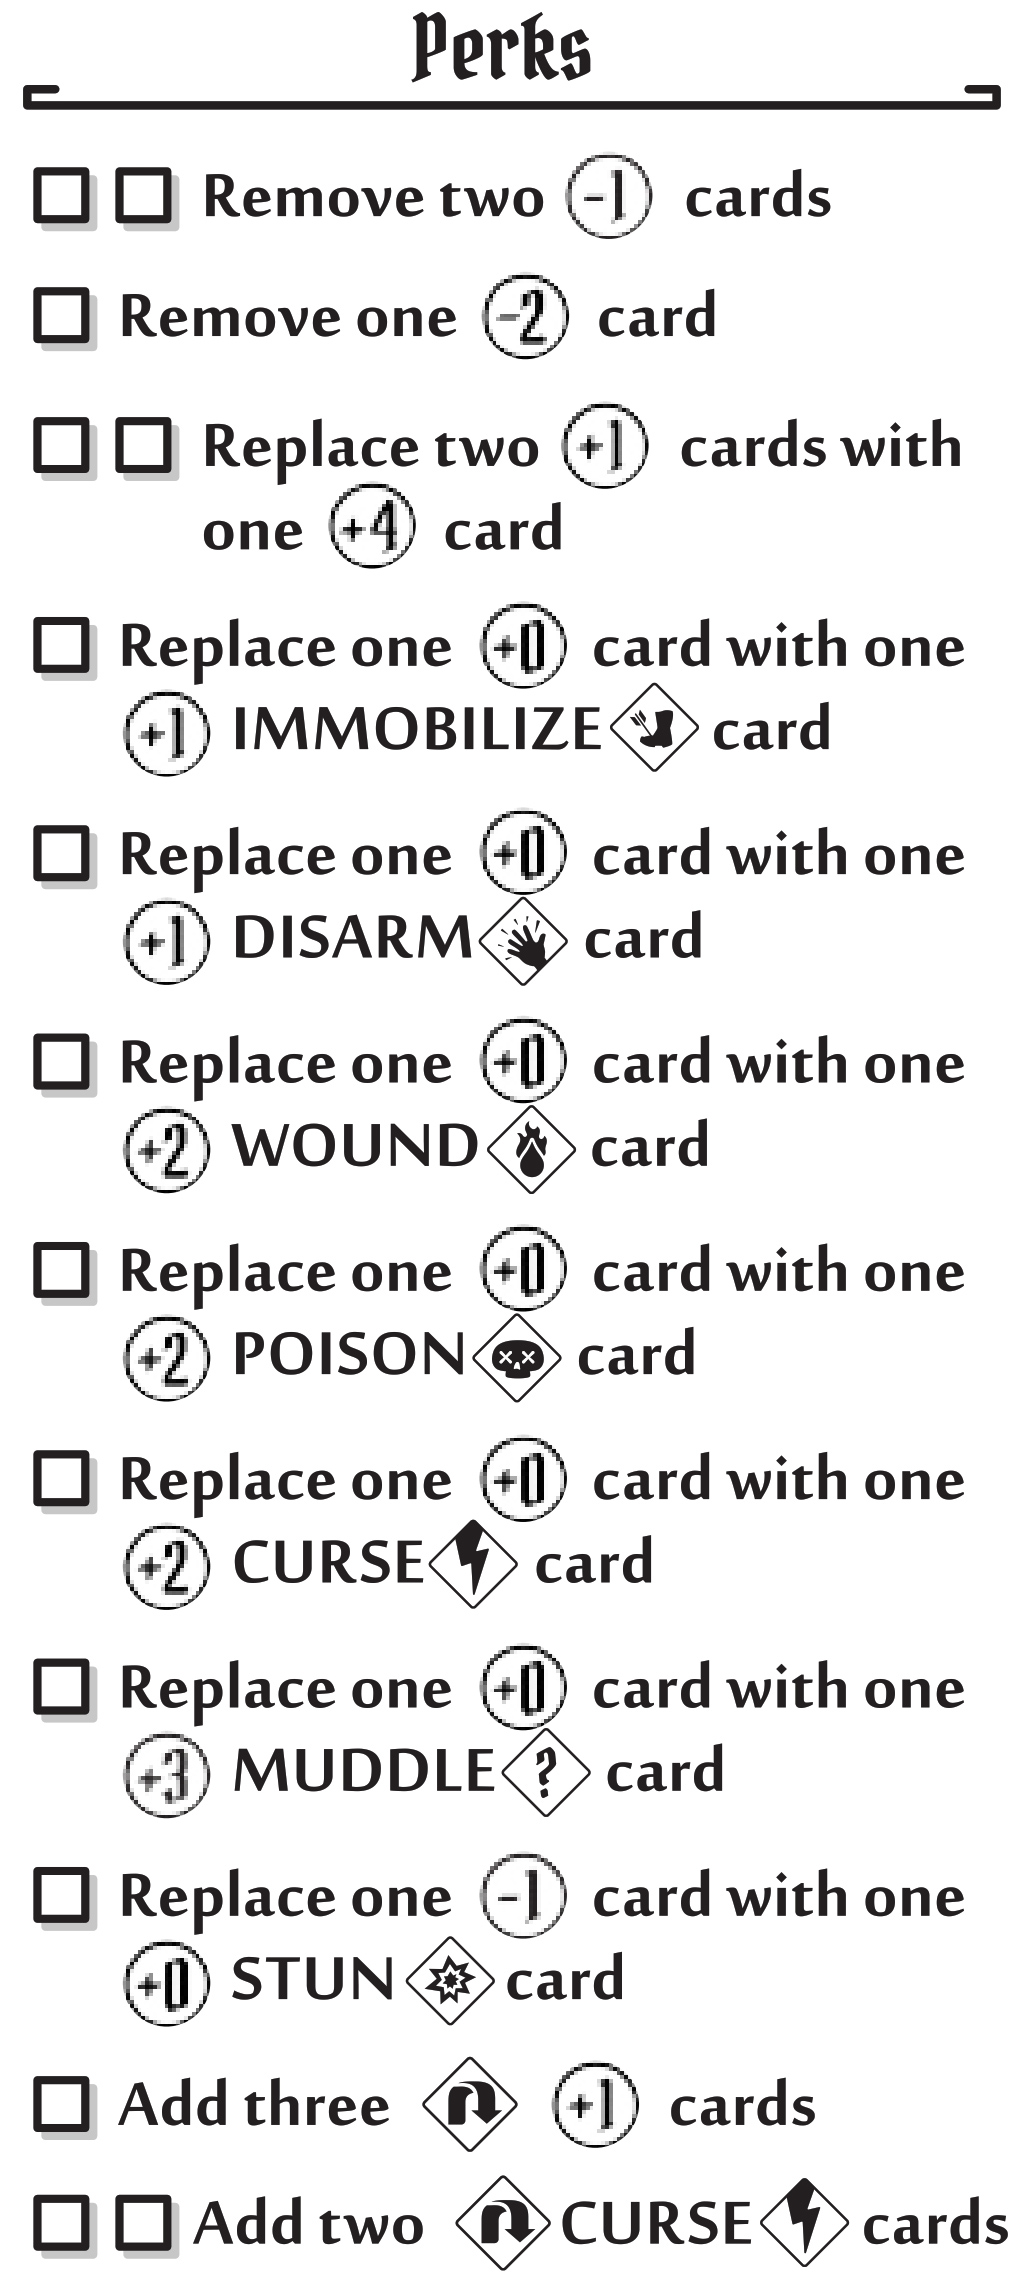 Perks
Remove two -1 cards
Remove one -2 card
Replace two +1 cards with
one +4 card
Replace one +0 card with one
+1 IMMOBILIZE card
Replace one +0 card with one
+1 DISARM card
Replace one +0 card with one
+2 WOUND card
Replace one +0 card with one
+2 POISON card
Replace one +0 card with one
+2 CURSE card
Replace one +0 card with one
+3 MUDDLE ? card
Replace one -1 card with one
+0 STUN card
Add three +1 cards
Add two CURSE cards